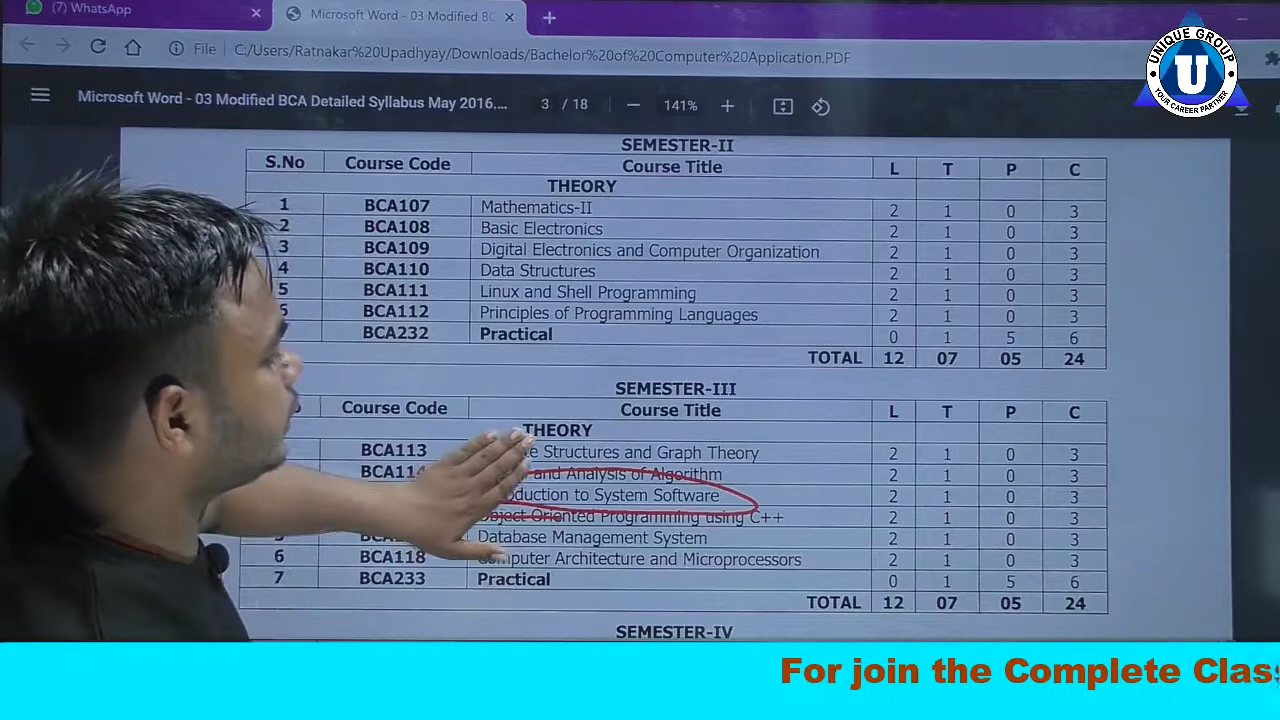 (7) WhatsApp
Microsoft Word - 03 Modified BC
File C:/Users/Ratnakar%20Upadhyay/Downloads/Bachelor%20of%20Computer%20Application.PDF
UNIQUE GROUP
U
YOUR CAREER PARTNER
Microsoft Word - 03 Modified BCA Detailed Syllabus May 2016.... 3 / 18 141%
SEMESTER-II
S.No Course Code Course Title L T P C
THEORY
1 BCA107 Mathematics-II 2 1 0 3
2 BCA108 Basic Electronics 2 1 0 3
3 BCA109 Digital Electronics and Computer Organization 2 1 0 3
4 BCA110 Data Structures 2 1 0 3
5 BCA111 Linux and Shell Programming 2 1 0 3
6 BCA112 Principles of Programming Languages 2 1 0 3
BCA232 Practical 0 1 5 6
TOTAL 12 07 05 24
SEMESTER-III
Course Code Course Title L T P C
THEORY
BCA113 Structures and Graph Theory 2 1 0 3
BCA114 and Analysis of Algorithm 2 1 0 3
to System Software 2 1 0 3
Object Oriented Programming using C++ 2 1 0 3
Database Management System 2 1 0 3
6 BCA118 Computer Architecture and Microprocessors 2 1 0 3
7 BCA233 Practical 0 1 5 6
TOTAL 12 07 05 24
SEMESTER-IV
For join the Complete Clas